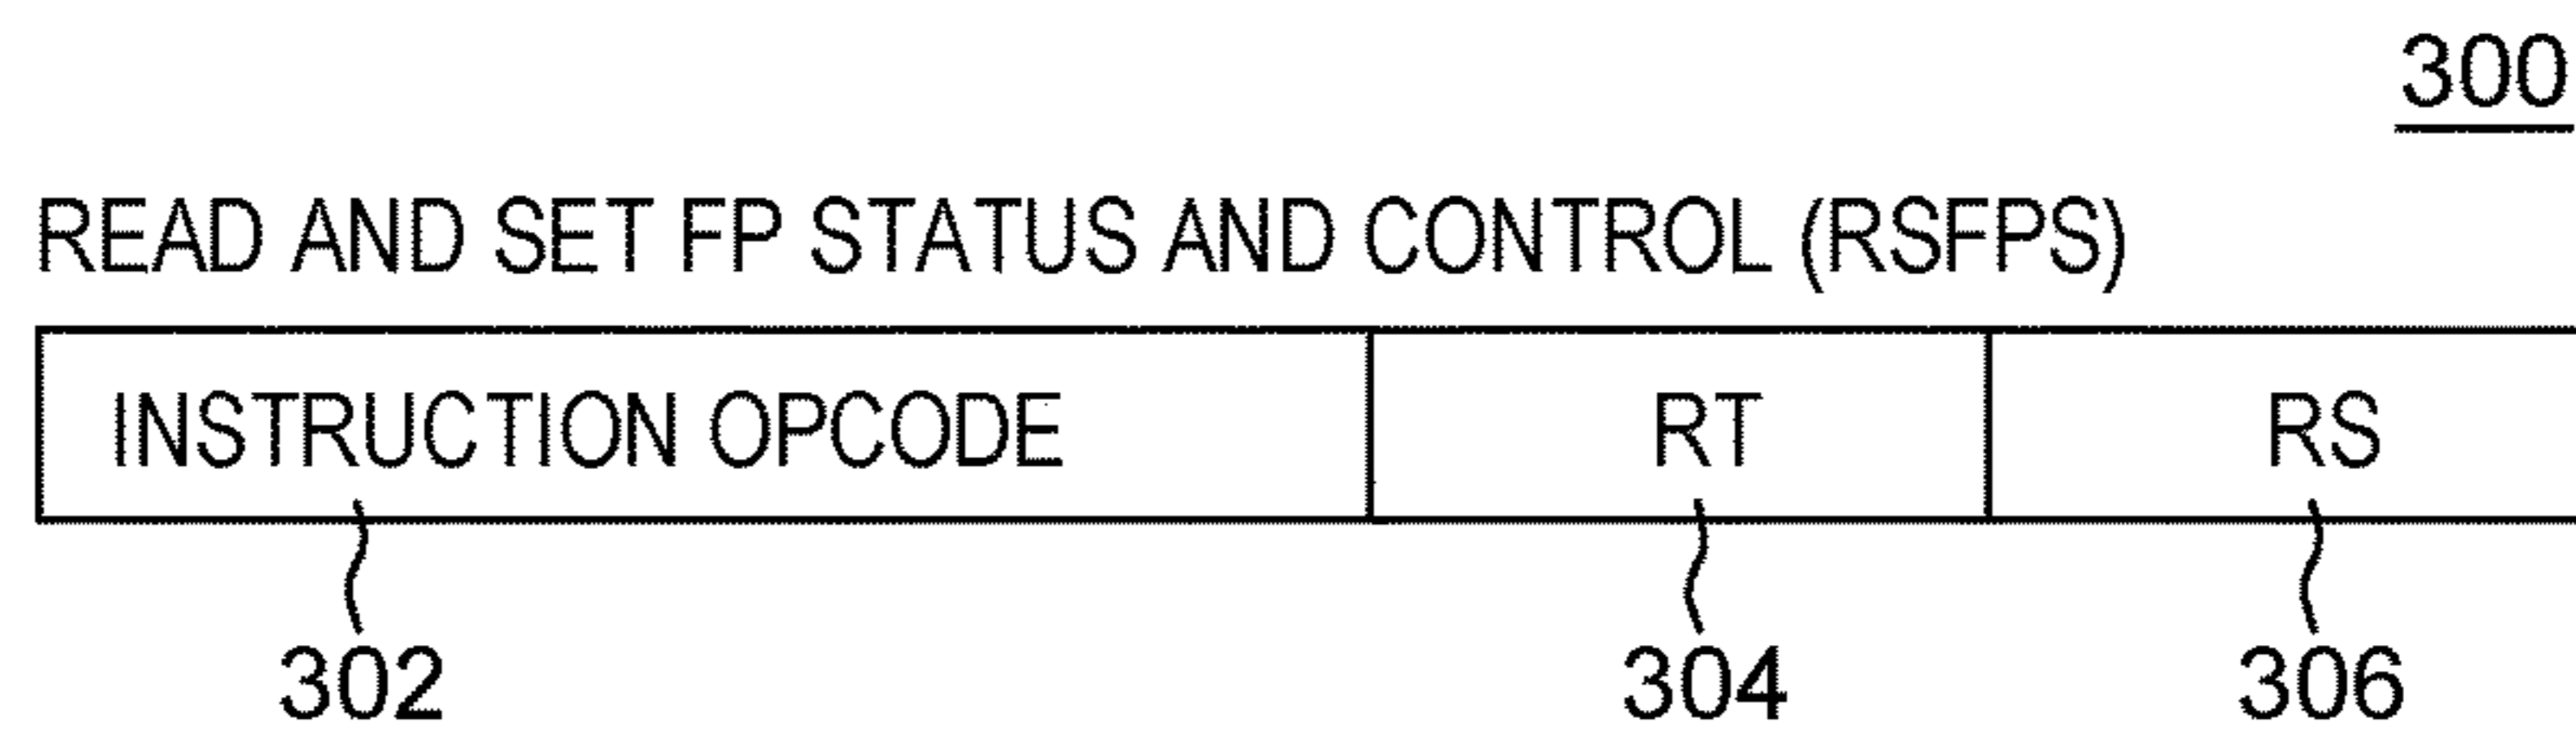 300
READ AND SET FP STATUS AND CONTROL (RSFPS)
INSTRUCTION OPCODE RT RS
302 304 306